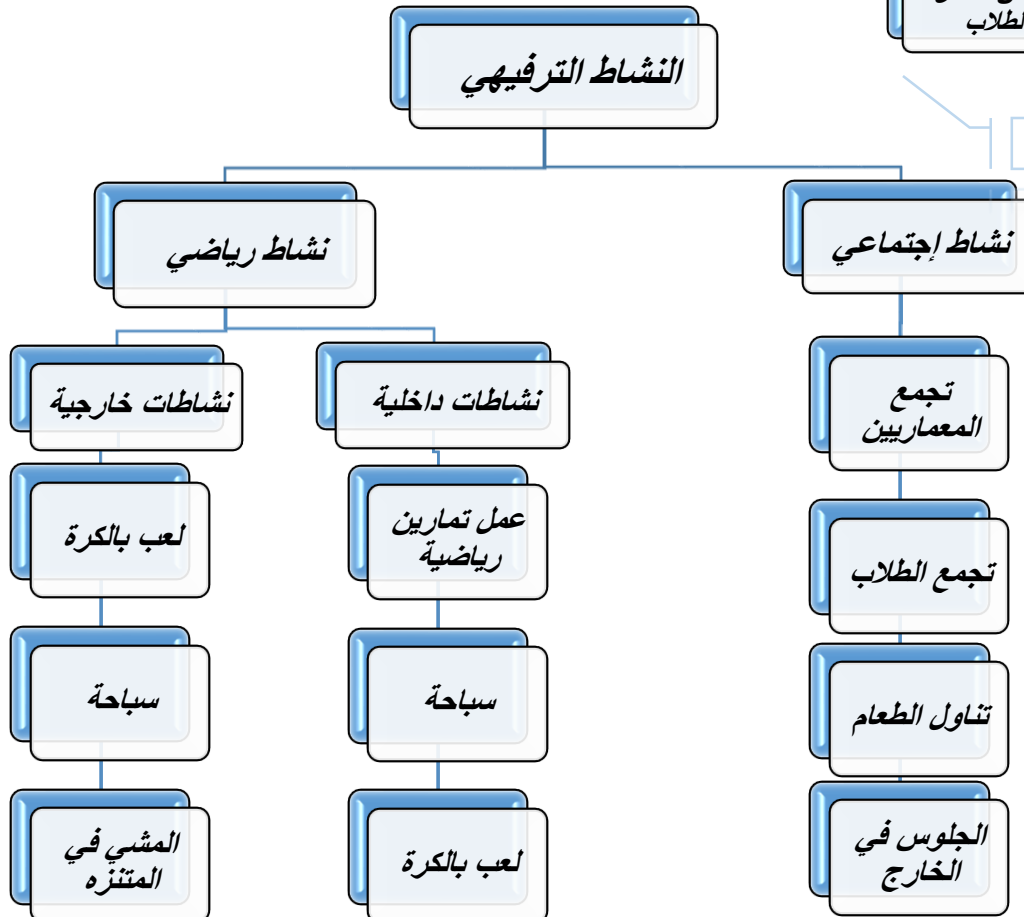 الطلاب
النشاط الترفيهي
نشاط إجتماعي
نشاط رياضي
تجمع
المعماريين
تجمع الطلاب
تناول الطعام
الجلوس في
الخارج
نشاطات داخلية
عمل تمارين
رياضية
سباحة
لعب بالكرة
نشاطات خارجية
لعب بالكرة
سباحة
المشي في
المتنزه